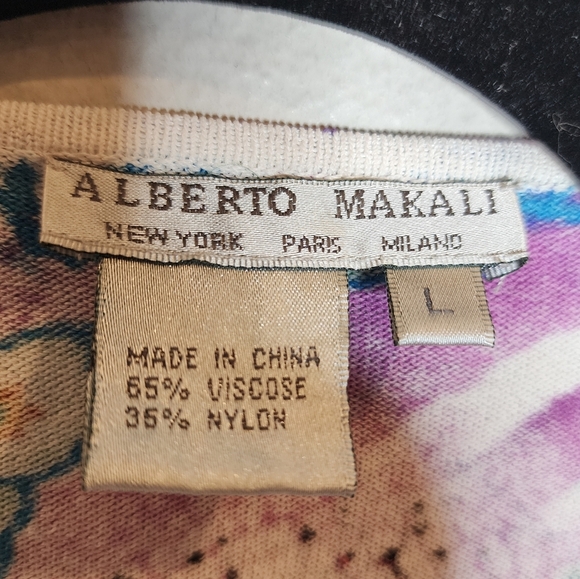 ALBERTO MAKALI
NEW YORK PARIS MILANO
L
MADE IN CHINA
65% VISCOSE
35% NYLON